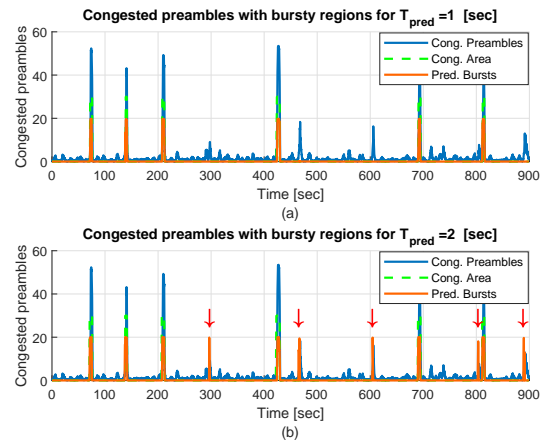 Congested preambles with bursty regions for T_pred =1 [sec]
Congested preambles
60
40
20
0
Cong. Preambles
Cong. Area
Pred. Bursts
0 100 200 300 400 500 600 700 800 900
Time [sec]
(a)
Congested preambles with bursty regions for T_pred =2 [sec]
Congested preambles
60
40
20
0
Cong. Preambles
Cong. Area
Pred. Bursts
0 100 200 300 400 500 600 700 800 900
Time [sec]
(b)